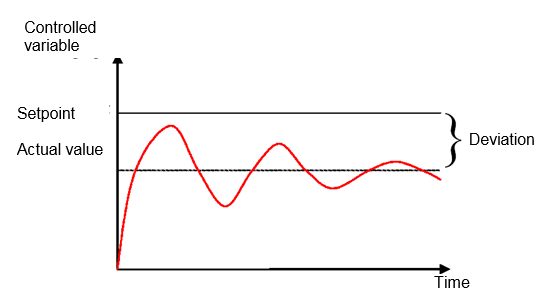 Controlled
variable
Setpoint
Actual value
Deviation
Time